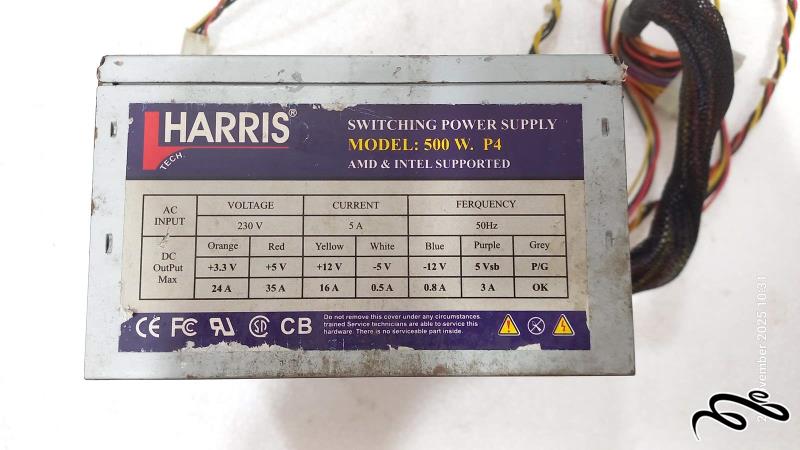 HARRIS®
TECH.
SWITCHING POWER SUPPLY
MODEL: 500 W. P4
AMD & INTEL SUPPORTED
AC INPUT VOLTAGE CURRENT FERQUENCY
230 V 5 A 50Hz
DC OutPut Max Orange Red Yellow White Blue Purple Grey
+3.3 V +5 V +12 V -5 V -12 V 5 Vsb P/G
24 A 35 A 16 A 0.5 A 0.8 A 3 A OK
CE FC CB
Do not remove this cover under any circumstances.
trained Service technicians are able to service this
hardware. There is no serviceable part inside.
2025 10:31